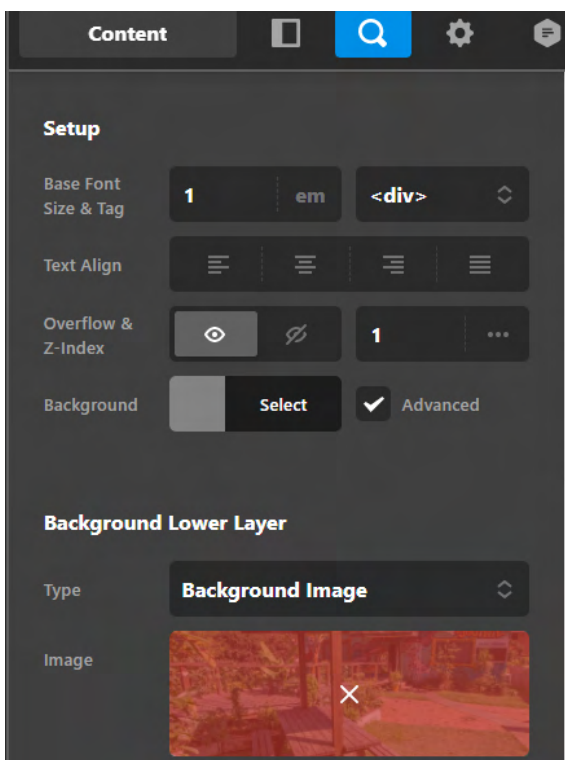 Content
Setup
Base Font
Size & Tag
1 em <div>
Text Align
Overflow &
Z-Index
1 •••
Background Select Advanced
Background Lower Layer
Type Background Image
Image